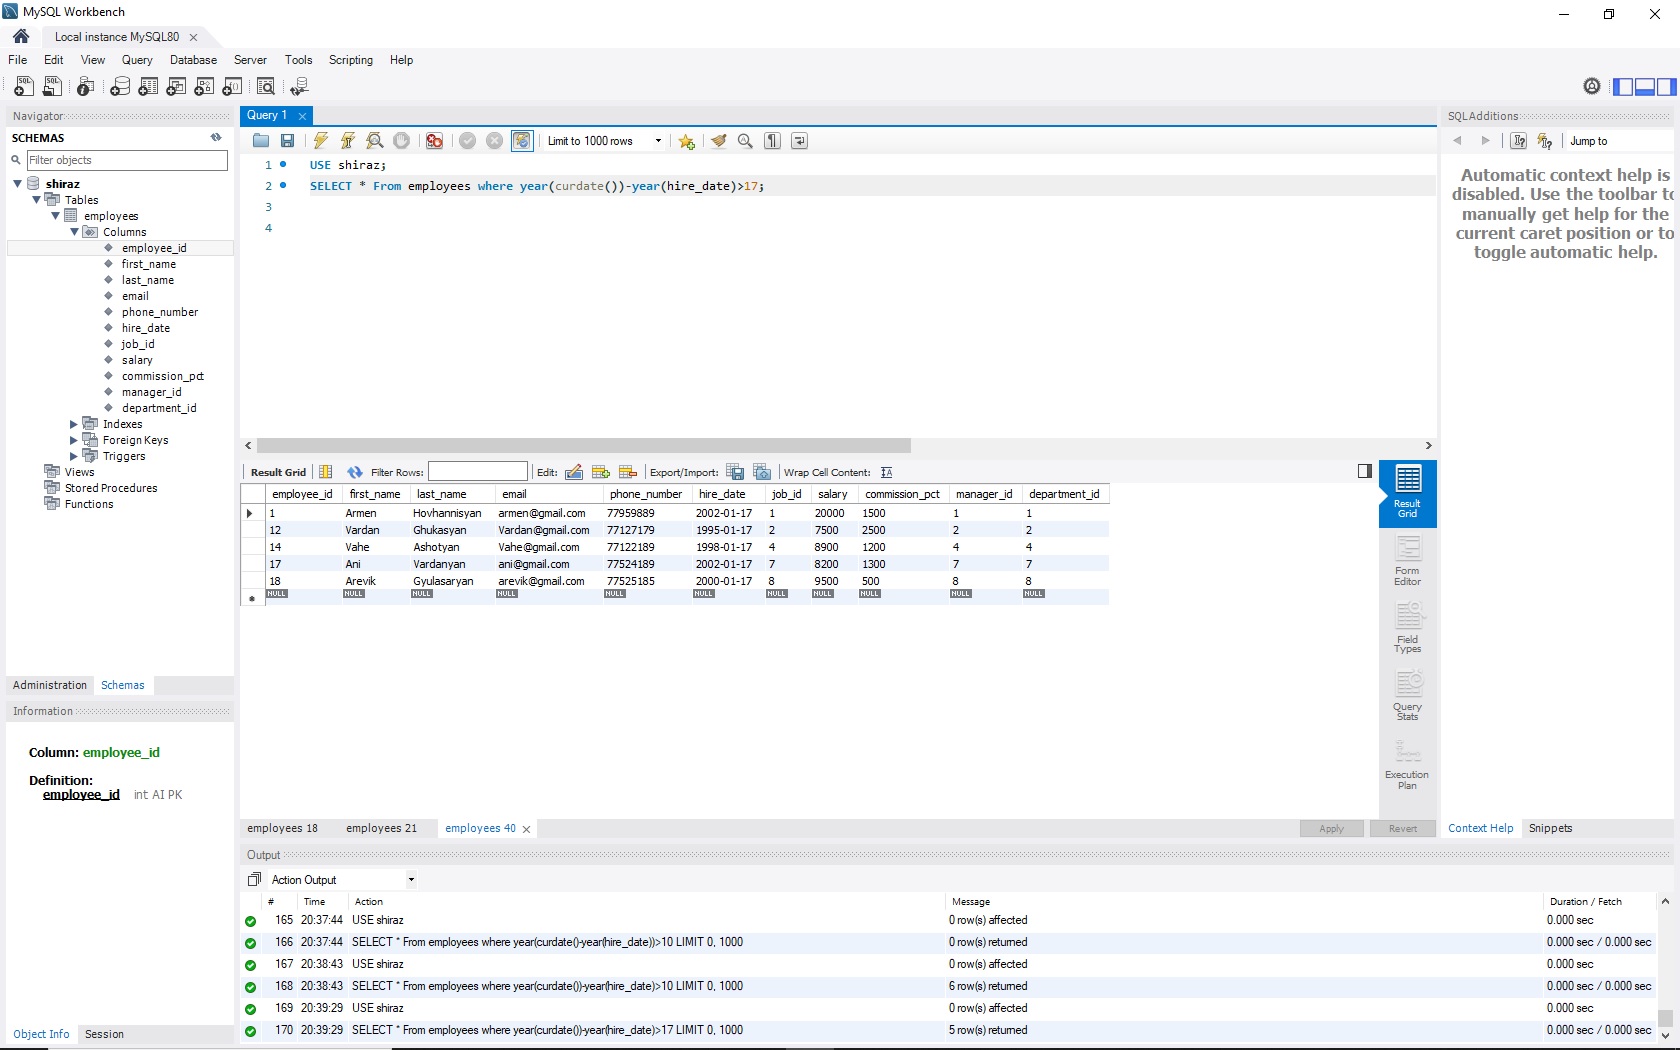 MySQL Workbench
Local instance MySQL80
File Edit View Query Database Server Tools Scripting Help
Navigator
SCHEMAS
Filter objects
shiraz
Tables
employees
Columns
employee_id
first_name
last_name
email
phone_number
hire_date
job_id
salary
commission_pct
manager_id
department_id
Indexes
Foreign Keys
Triggers
Views
Stored Procedures
Functions
Administration Schemas
Information
Column: employee_id
Definition:
employee_id int AI PK
Object Info Session
Query 1
Limit to 1000 rows
1 USE shiraz;
2 SELECT * From employees where year(curdate())-year(hire_date)>17;
3
4
Result Grid Filter Rows: Edit: Export/Import: Wrap Cell Content:
employee_id first_name last_name email phone_number hire_date job_id salary commission_pct manager_id department_id
1 Armen Hovhannisyan armen@gmail.com 77959889 2002-01-17 1 20000 1500 1 1
12 Vardan Ghukasyan Vardan@gmail.com 77127179 1995-01-17 2 7500 2500 2 2
14 Vahe Ashotyan Vahe@gmail.com 77122189 1998-01-17 4 8900 1200 4 4
17 Ani Vardanyan ani@gmail.com 77524189 2002-01-17 7 8200 1300 7 7
18 Arevik Gyulasaryan arevik@gmail.com 77525185 2000-01-17 8 9500 500 8 8
NULL NULL NULL NULL NULL NULL NULL NULL NULL NULL NULL
Result Grid
Form Editor
Field Types
Query Stats
Execution Plan
employees 18 employees 21 employees 40
Apply Revert
SQLAdditions
Jump to
Automatic context help is
disabled. Use the toolbar to
manually get help for the
current caret position or to
toggle automatic help.
Context Help Snippets
Output
Action Output
# Time Action Message Duration / Fetch
165 20:37:44 USE shiraz 0 row(s) affected 0.000 sec
166 20:37:44 SELECT * From employees where year(curdate()-year(hire_date))>10 LIMIT 0, 1000 0 row(s) returned 0.000 sec / 0.000 sec
167 20:38:43 USE shiraz 0 row(s) affected 0.000 sec
168 20:38:43 SELECT * From employees where year(curdate())-year(hire_date)>10 LIMIT 0, 1000 6 row(s) returned 0.000 sec / 0.000 sec
169 20:39:29 USE shiraz 0 row(s) affected 0.000 sec
170 20:39:29 SELECT * From employees where year(curdate())-year(hire_date)>17 LIMIT 0, 1000 5 row(s) returned 0.000 sec / 0.000 sec